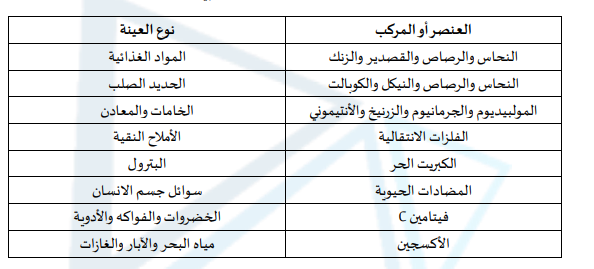 العنصر أو المركب نوع العينة
النحاس والرصاص والقصدير والزنك المواد الغذائية
النحاس والرصاص والنيكل والكوبالت الحديد الصلب
المولبيديوم والجرمانيوم والزرنيخ والأنتيموني الخامات والمعادن
الفلزات الانتقالية الأملاح النقية
الكبريت الحر البترول
المضادات الحيوية سوائل جسم الانسان
فيتامين C الخضروات والفواكه والأدوية
الأكسجين مياه البحر والآبار والغازات